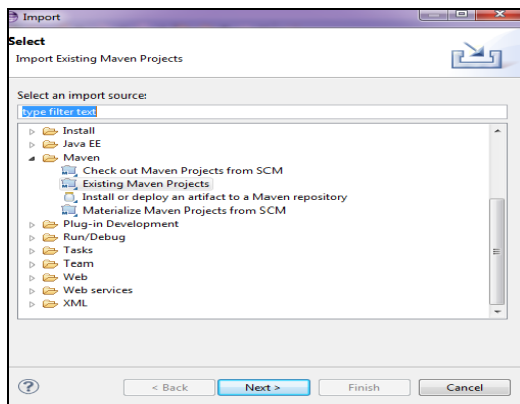 Import
Select
Import Existing Maven Projects
Select an import source:
type filter text
Install
Java EE
Maven
Check out Maven Projects from SCM
Existing Maven Projects
Install or deploy an artifact to a Maven repository
Materialize Maven Projects from SCM
Plug-in Development
Run/Debug
Tasks
Team
Web
Web services
XML
? < Back Next > Finish Cancel